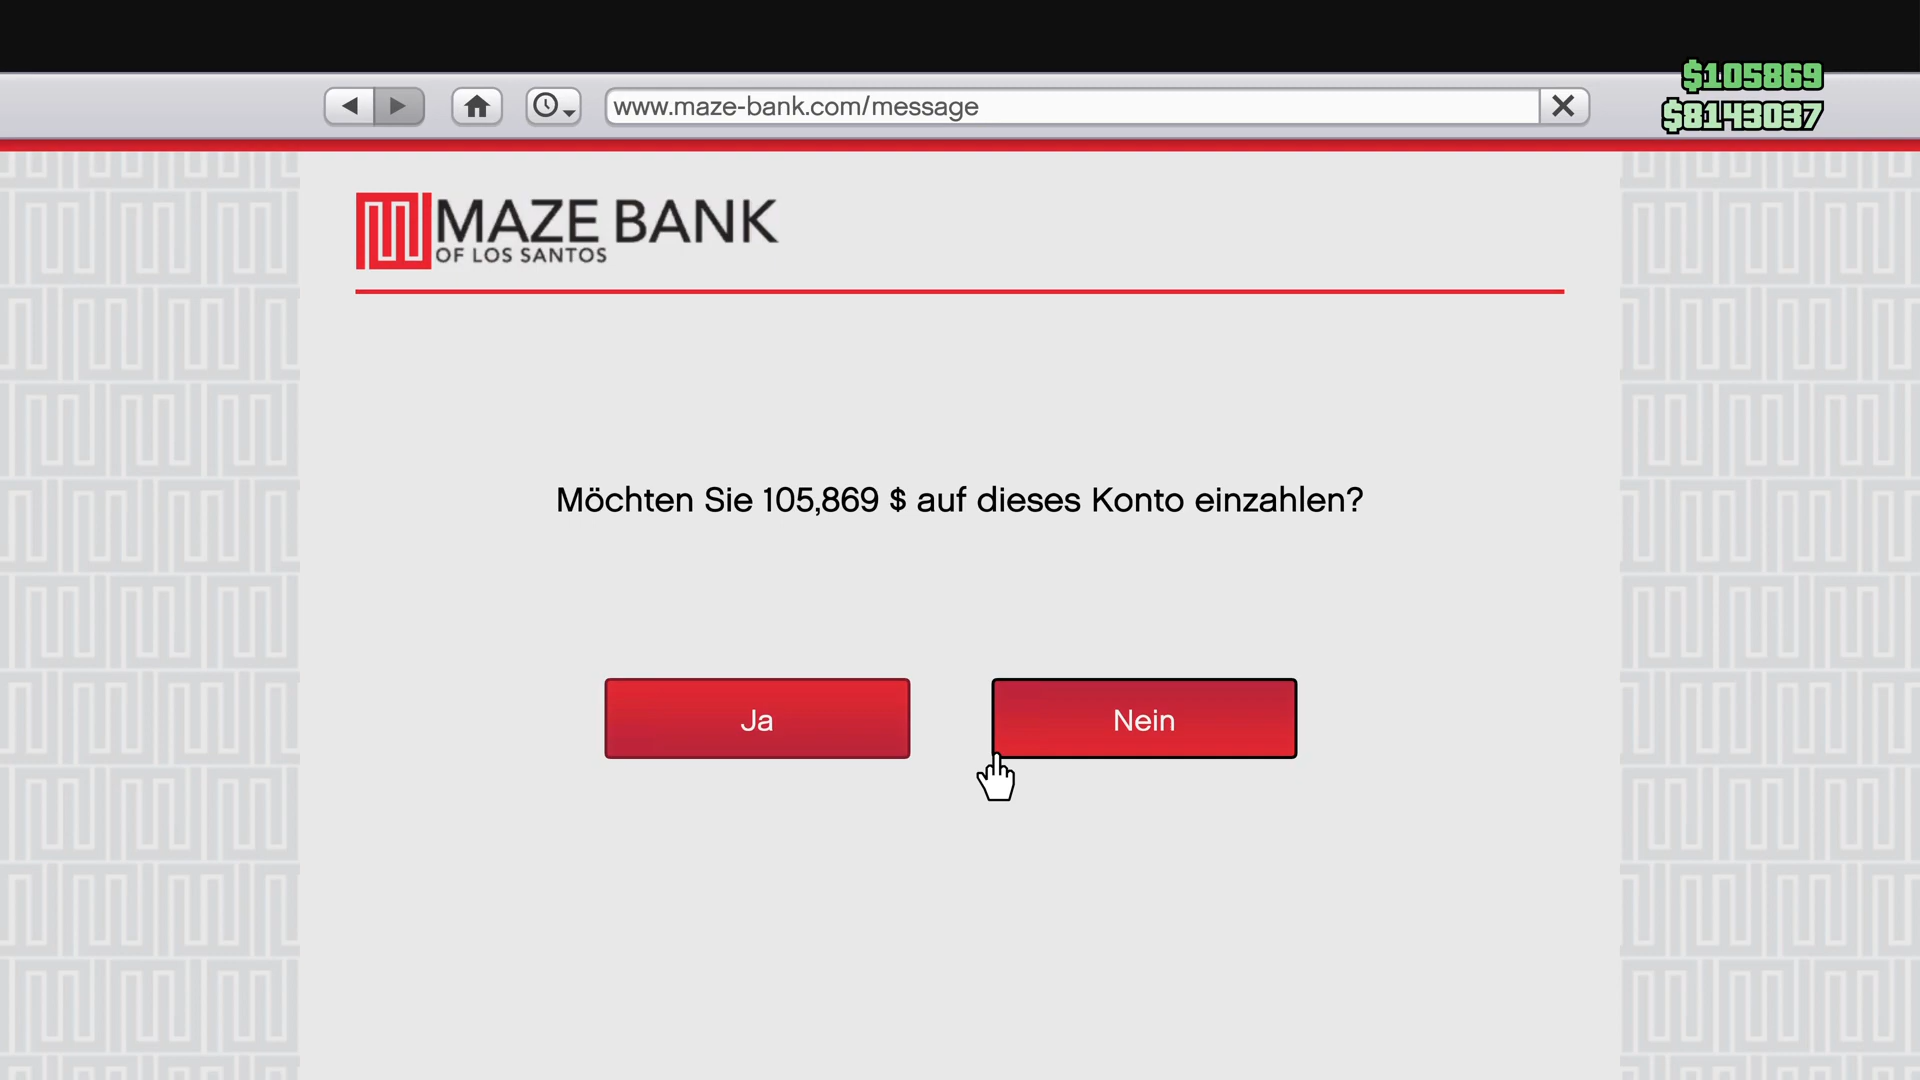 $105869
www.maze-bank.com/message
$8143037
MAZE BANK
OF LOS SANTOS
Möchten Sie 105,869 $ auf dieses Konto einzahlen?
Ja
Nein